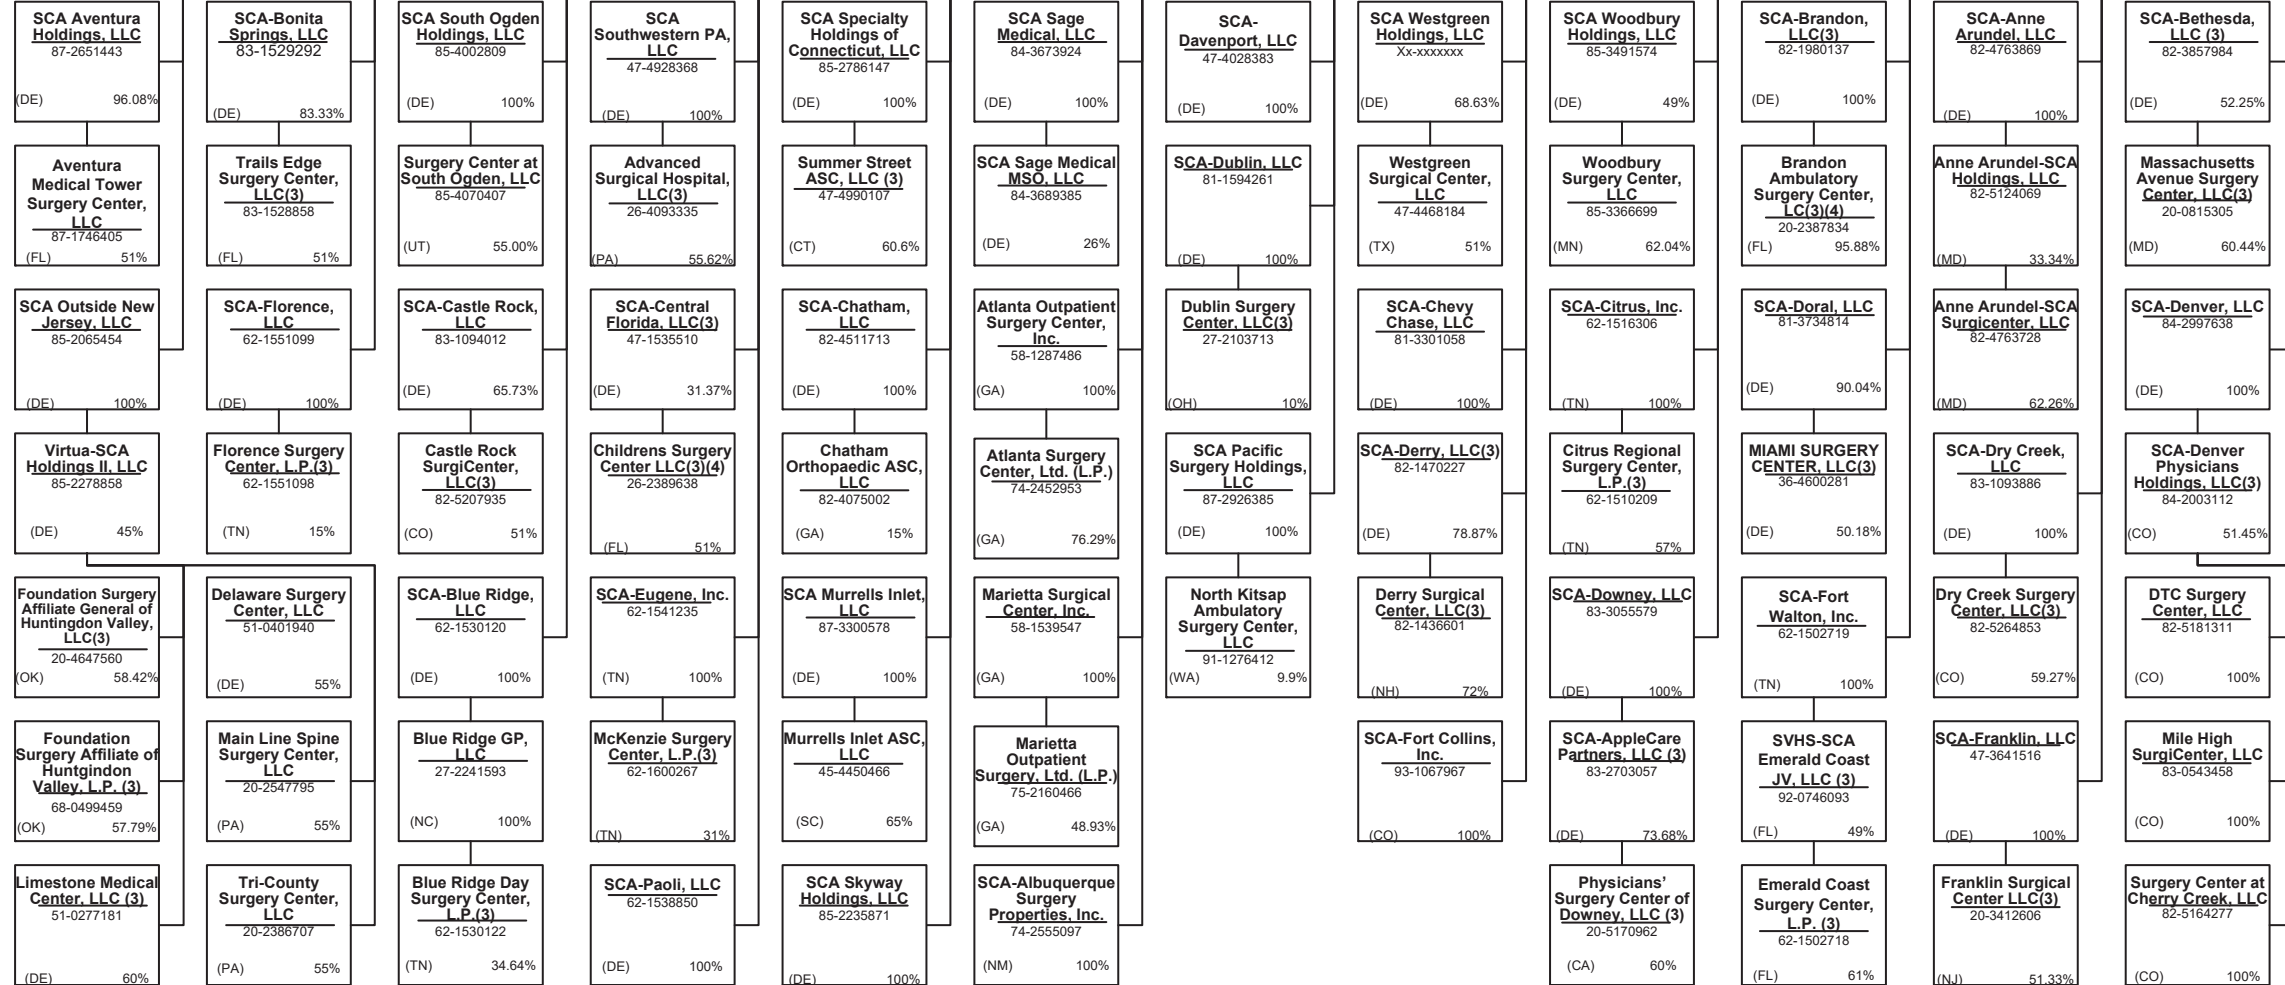 SCA Aventura
Holdings, LLC
87-2651443
(DE) 96.08%
SCA-Bonita
Springs, LLC
83-1529292
(DE) 83.33%
SCA South Ogden
Holdings, LLC
85-4002809
(DE) 100%
SCA
Southwestern PA,
LLC
47-4928368
(DE) 100%
SCA Specialty
Holdings of
Connecticut, LLC
85-2786147
(DE) 100%
SCA Sage
Medical, LLC
84-3673924
(DE) 100%
SCA-
Davenport, LLC
47-4028383
(DE) 100%
SCA Westgreen
Holdings, LLC
Xx-xxxxxxx
(DE) 68.63%
SCA Woodbury
Holdings, LLC
85-3491574
(DE) 49%
SCA-Brandon,
LLC(3)
82-1980137
(DE) 100%
SCA-Anne
Arundel, LLC
82-4763869
(DE) 100%
SCA-Bethesda,
LLC (3)
82-3857984
(DE) 52.25%
Aventura
Medical Tower
Surgery Center,
LLC
87-1746405
(FL) 51%
Trails Edge
Surgery Center,
LLC(3)
83-1528858
(FL) 51%
Surgery Center at
South Ogden, LLC
85-4070407
(UT) 55.00%
Advanced
Surgical Hospital,
LLC(3)
26-4093335
(PA) 55.62%
Summer Street
ASC, LLC (3)
47-4990107
(CT) 60.6%
SCA Sage Medical
MSO, LLC
84-3689385
(DE) 26%
SCA-Dublin, LLC
81-1594261
(DE) 100%
Westgreen
Surgical Center,
LLC
47-4468184
(TX) 51%
Woodbury
Surgery Center,
LLC
85-3366699
(MN) 62.04%
Brandon
Ambulatory
Surgery Center,
LC(3)(4)
20-2387834
(FL) 95.88%
Anne Arundel-SCA
Holdings, LLC
82-5124069
(MD) 33.34%
Massachusetts
Avenue Surgery
Center, LLC(3)
20-0815305
(MD) 60.44%
SCA Outside New
Jersey, LLC
85-2065454
(DE) 100%
SCA-Florence,
LLC
62-1551099
(DE) 100%
SCA-Castle Rock,
LLC
83-1094012
(DE) 65.73%
SCA-Central
Florida, LLC(3)
47-1535510
(DE) 31.37%
SCA-Chatham,
LLC
82-4511713
(DE) 100%
Atlanta Outpatient
Surgery Center,
Inc.
58-1287486
(GA) 100%
Dublin Surgery
Center, LLC(3)
27-2103713
(OH) 10%
SCA-Chevy
Chase, LLC
81-3301058
(DE) 100%
SCA-Citrus, Inc.
62-1516306
(TN) 100%
SCA-Doral, LLC
81-3734814
(DE) 90.04%
Anne Arundel-SCA
Surgicenter, LLC
82-4763728
(MD) 62.26%
SCA-Denver, LLC
84-2997638
(DE) 100%
Virtua-SCA
Holdings II, LLC
85-2278858
(DE) 45%
Florence Surgery
Center, L.P.(3)
62-1551098
(TN) 15%
Castle Rock
SurgiCenter,
LLC(3)
82-5207935
(CO) 51%
Childrens Surgery
Center LLC(3)(4)
26-2389638
(FL) 51%
Chatham
Orthopaedic ASC,
LLC
82-4075002
(GA) 15%
Atlanta Surgery
Center, Ltd. (L.P.)
74-2452953
(GA) 76.29%
SCA Pacific
Surgery Holdings,
LLC
87-2926385
(DE) 100%
SCA-Derry, LLC(3)
82-1470227
(DE) 78.87%
Citrus Regional
Surgery Center,
L.P.(3)
62-1510209
(TN) 57%
MIAMI SURGERY
CENTER, LLC(3)
36-4600281
(DE) 50.18%
SCA-Dry Creek,
LLC
83-1093886
(DE) 100%
SCA-Denver
Physicians
Holdings, LLC(3)
84-2003112
(CO) 51.45%
Foundation Surgery
Affiliate General of
Huntingdon Valley,
LLC(3)
20-4647560
(OK) 58.42%
Delaware Surgery
Center, LLC
51-0401940
(DE) 55%
SCA-Blue Ridge,
LLC
62-1530120
(DE) 100%
SCA-Eugene, Inc.
62-1541235
(TN) 100%
SCA Murrells Inlet,
LLC
87-3300578
(DE) 100%
Marietta Surgical
Center, Inc.
58-1539547
(GA) 100%
North Kitsap
Ambulatory
Surgery Center,
LLC
91-1276412
(WA) 9.9%
Derry Surgical
Center, LLC(3)
82-1436601
(NH) 72%
SCA-Downey, LLC
83-3055579
(DE) 100%
SCA-Fort
Walton, Inc.
62-1502719
(TN) 100%
Dry Creek Surgery
Center, LLC(3)
82-5264853
(CO) 59.27%
DTC Surgery
Center, LLC
82-5181311
(CO) 100%
Foundation
Surgery Affiliate of
Huntgindon
Valley, L.P. (3)
68-0499459
(OK) 57.79%
Main Line Spine
Surgery Center,
LLC
20-2547795
(PA) 55%
Blue Ridge GP,
LLC
27-2241593
(NC) 100%
McKenzie Surgery
Center, L.P.(3)
62-1600267
(TN) 31%
Murrells Inlet ASC,
LLC
45-4450466
(SC) 65%
Marietta
Outpatient
Surgery, Ltd. (L.P.)
75-2160466
(GA) 48.93%
SCA-Fort Collins,
Inc.
93-1067967
(CO) 100%
SCA-AppleCare
Partners, LLC (3)
83-2703057
(DE) 73.68%
SVHS-SCA
Emerald Coast
JV, LLC (3)
92-0746093
(FL) 49%
SCA-Franklin, LLC
47-3641516
(DE) 100%
Mile High
SurgiCenter, LLC
83-0543458
(CO) 100%
Limestone Medical
Center, LLC (3)
51-0277181
(DE) 60%
Tri-County
Surgery Center,
LLC
20-2386707
(PA) 55%
Blue Ridge Day
Surgery Center,
L.P.(3)
62-1530122
(TN) 34.64%
SCA-Paoli, LLC
62-1538850
(DE) 100%
SCA Skyway
Holdings, LLC
85-2235871
(DE) 100%
SCA-Albuquerque
Surgery
Properties, Inc.
74-2555097
(NM) 100%
Physicians’
Surgery Center of
Downey, LLC (3)
20-5170962
(CA) 60%
Emerald Coast
Surgery Center,
L.P. (3)
62-1502718
(FL) 61%
Franklin Surgical
Center LLC(3)
20-3412606
(NJ) 51.33%
Surgery Center at
Cherry Creek, LLC
82-5164277
(CO) 100%